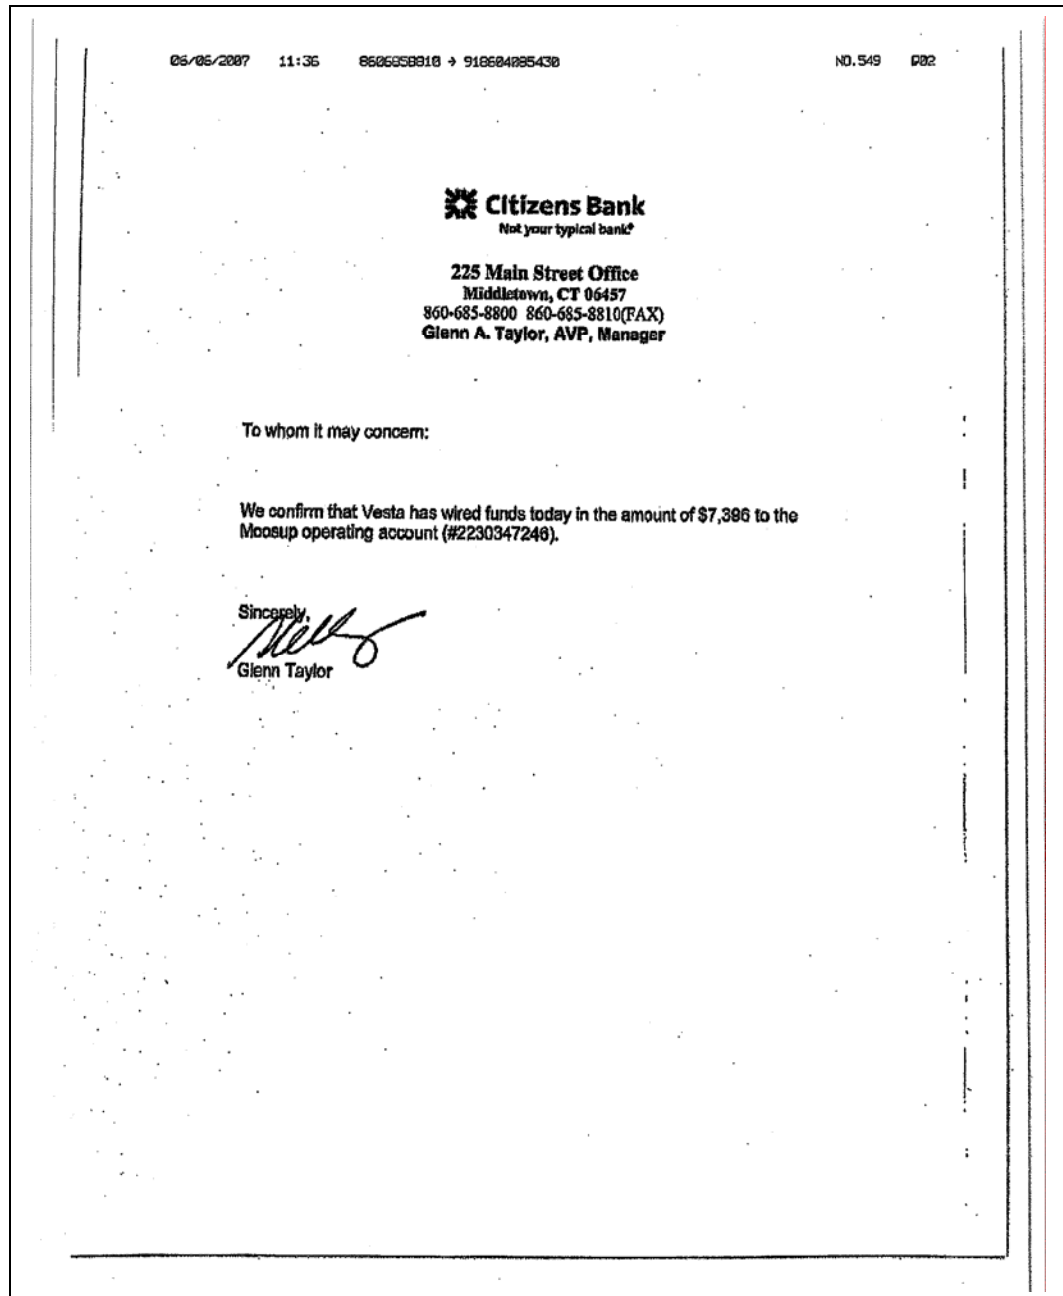 06/06/2007 11:36 8606858810 → 918604085430 NO.549 P02
Citizens Bank
Not your typical bank®
225 Main Street Office
Middletown, CT 06457
860-685-8800 860-685-8810(FAX)
Glenn A. Taylor, AVP, Manager
To whom it may concern:
We confirm that Vesta has wired funds today in the amount of $7,396 to the
Moosup operating account (#2230347246).
Sincerely,
Glenn Taylor